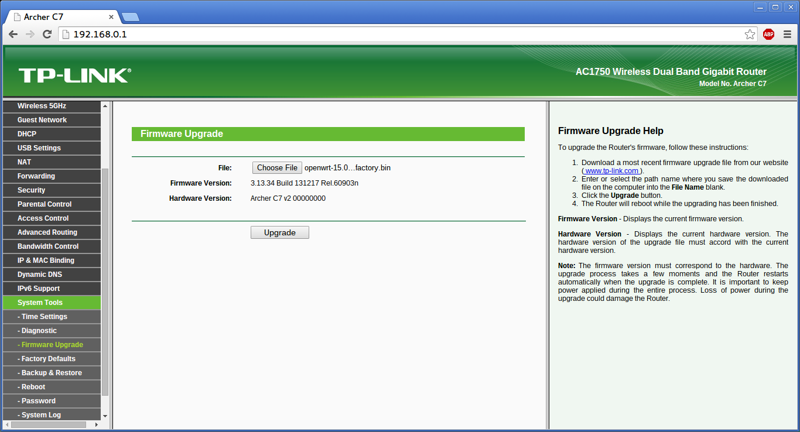 Archer C7
192.168.0.1
ABP
TP-LINK®
AC1750 Wireless Dual Band Gigabit Router
Model No. Archer C7
Wireless 5GHz
Guest Network
DHCP
USB Settings
NAT
Forwarding
Security
Parental Control
Access Control
Advanced Routing
Bandwidth Control
IP & MAC Binding
Dynamic DNS
IPv6 Support
System Tools
- Time Settings
- Diagnostic
- Firmware Upgrade
- Factory Defaults
- Backup & Restore
- Reboot
- Password
- System Log
Firmware Upgrade
File: Choose File openwrt-15.0...factory.bin
Firmware Version: 3.13.34 Build 131217 Rel.60903n
Hardware Version: Archer C7 v2 00000000
Upgrade
Firmware Upgrade Help
To upgrade the Router's firmware, follow these instructions:
1. Download a most recent firmware upgrade file from our website
( www.tp-link.com ).
2. Enter or select the path name where you save the downloaded
file on the computer into the File Name blank.
3. Click the Upgrade button.
4. The Router will reboot while the upgrading has been finished.
Firmware Version - Displays the current firmware version.
Hardware Version - Displays the current hardware version. The
hardware version of the upgrade file must accord with the current
hardware version.
Note: The firmware version must correspond to the hardware. The
upgrade process takes a few moments and the Router restarts
automatically when the upgrade is complete. It is important to keep
power applied during the entire process. Loss of power during the
upgrade could damage the Router.